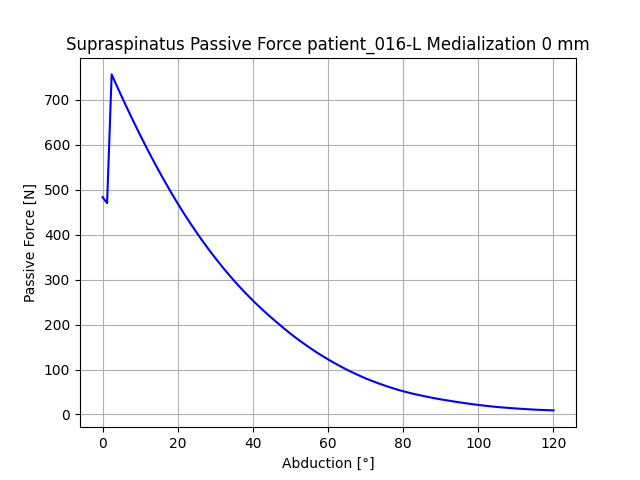 Supraspinatus Passive Force patient_016-L Medialization 0 mm
700
600
500
400
300
200
100
0
Passive Force [N]
0 20 40 60 80 100 120
Abduction [°]